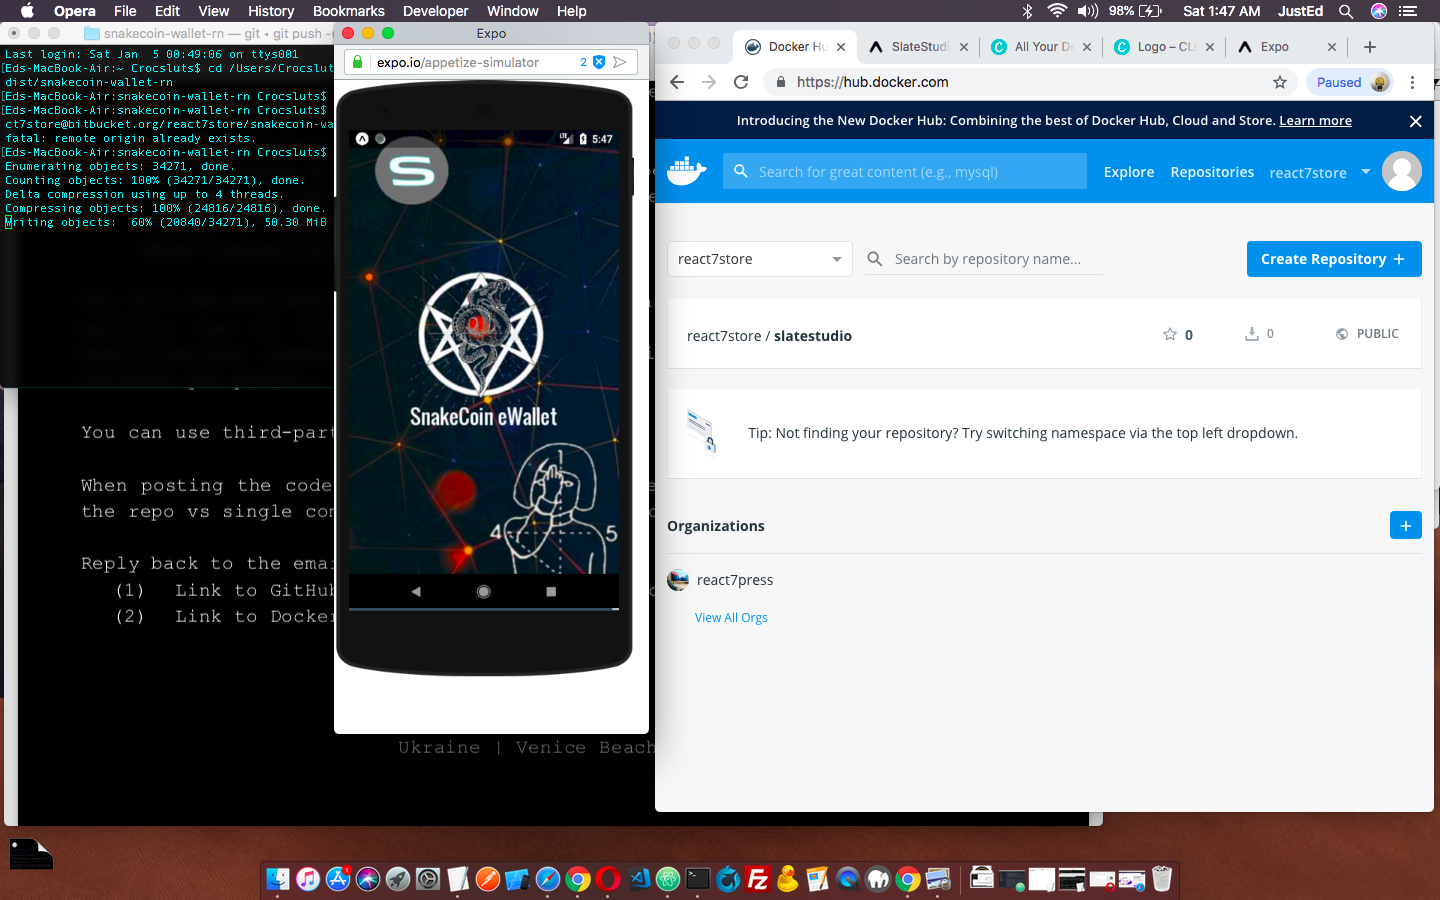 Opera File Edit View History Bookmarks Developer Window Help
98% Sat 1:47 AM JustEd
snakecoin-wallet-rn — git ◂ git push
Last login: Sat Jan  5 00:49:06 on ttys001
[Eds-MacBook-Air:~ Crocsluts$ cd /Users/Crocslut
dist/snakecoin-wallet-rn
[Eds-MacBook-Air:snakecoin-wallet-rn Crocsluts$
[Eds-MacBook-Air:snakecoin-wallet-rn Crocsluts$
ct7store@bitbucket.org/react7store/snakecoin-wa
fatal: remote origin already exists.
[Eds-MacBook-Air:snakecoin-wallet-rn Crocsluts$
Enumerating objects: 34271, done.
Counting objects: 100% (34271/34271), done.
Delta compression using up to 4 threads.
Compressing objects: 100% (24816/24816), done.
Writing objects:  60% (20840/34271), 50.30 MiB
You can use third-part
When posting the code
the repo vs single con
Reply back to the emai
(1) Link to GitHub
(2) Link to Docker
Ukraine | Venice Beach
Expo
expo.io/appetize-simulator 2
LTE 5:47
S
SnakeCoin eWallet
4 5
Docker Hu
SlateStudi
All Your De
Logo – CLO
Expo
https://hub.docker.com
Paused
Introducing the New Docker Hub: Combining the best of Docker Hub, Cloud and Store. Learn more
Search for great content (e.g., mysql)
Explore Repositories react7store
react7store
Search by repository name...
Create Repository +
react7store / slatestudio
0 0 PUBLIC
Tip: Not finding your repository? Try switching namespace via the top left dropdown.
Organizations
+
react7press
View All Orgs